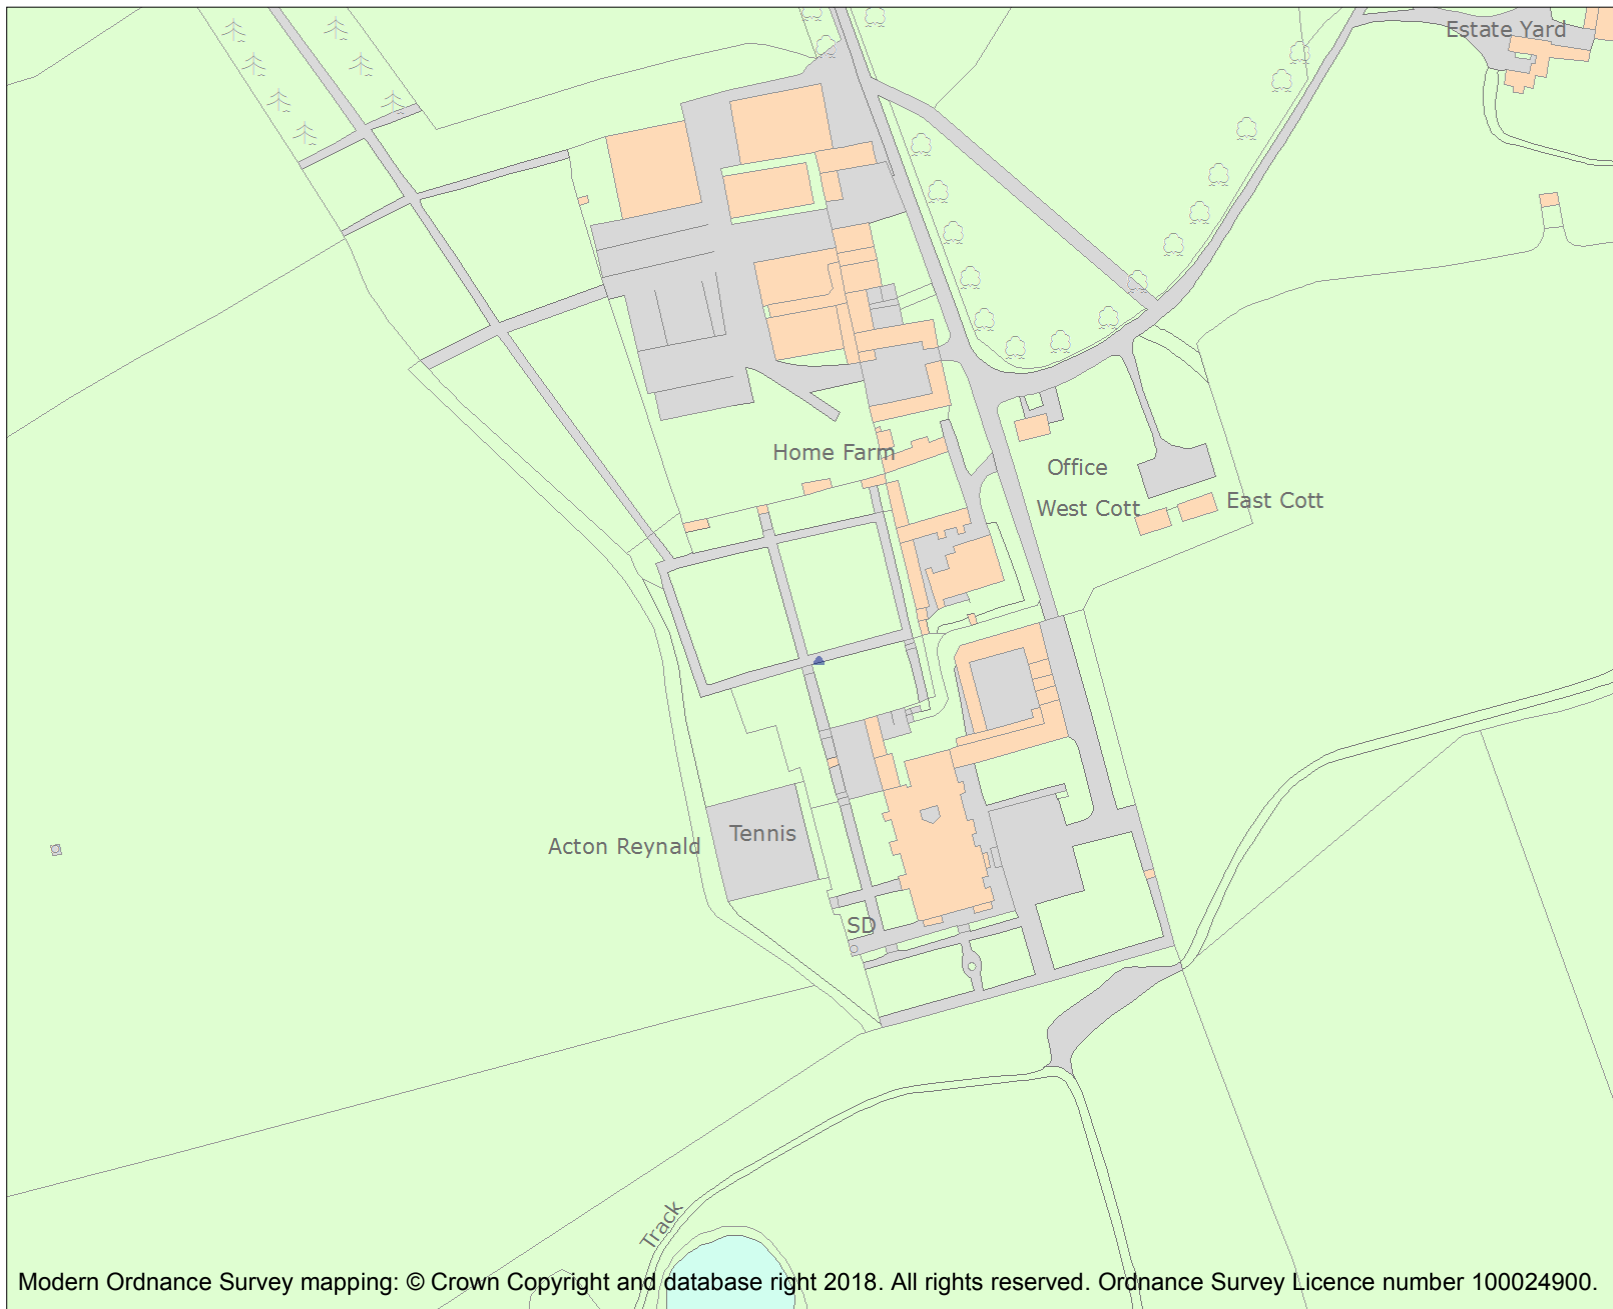 Estate Yard
Home Farm
Office
West Cott
East Cott
Tennis
Acton Reynald
SD
Track
Modern Ordnance Survey mapping: © Crown Copyright and database right 2018. All rights reserved. Ordnance Survey Licence number 100024900.